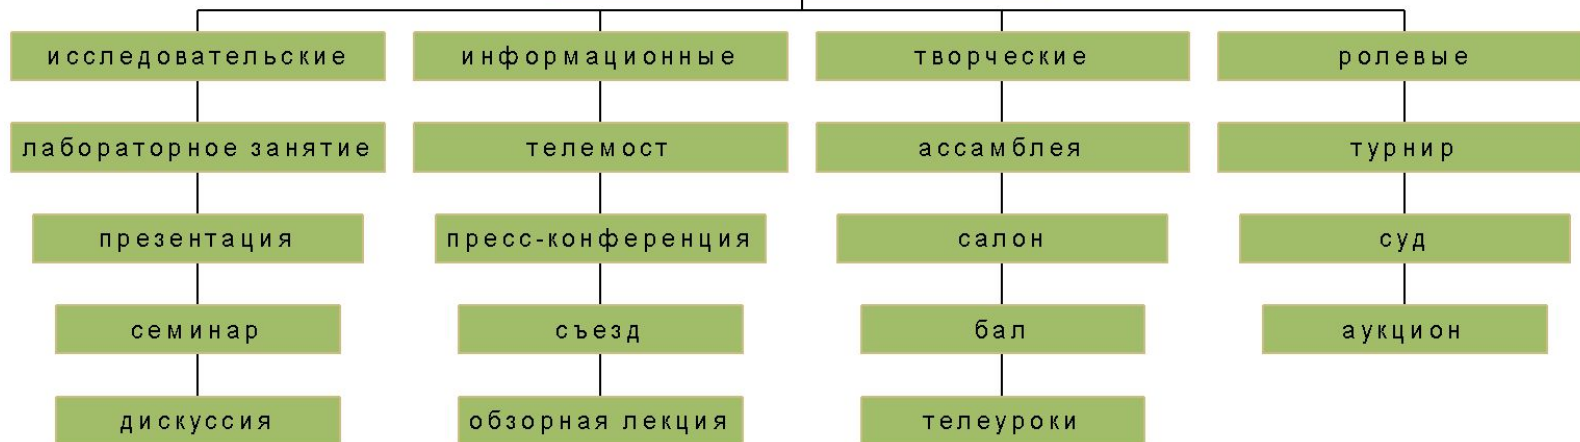 исследовательские
лабораторное занятие
презентация
семинар
дискуссия
информационные
телемост
пресс-конференция
съезд
обзорная лекция
творческие
ассамблея
салон
бал
телеуроки
ролевые
турнир
суд
аукцион